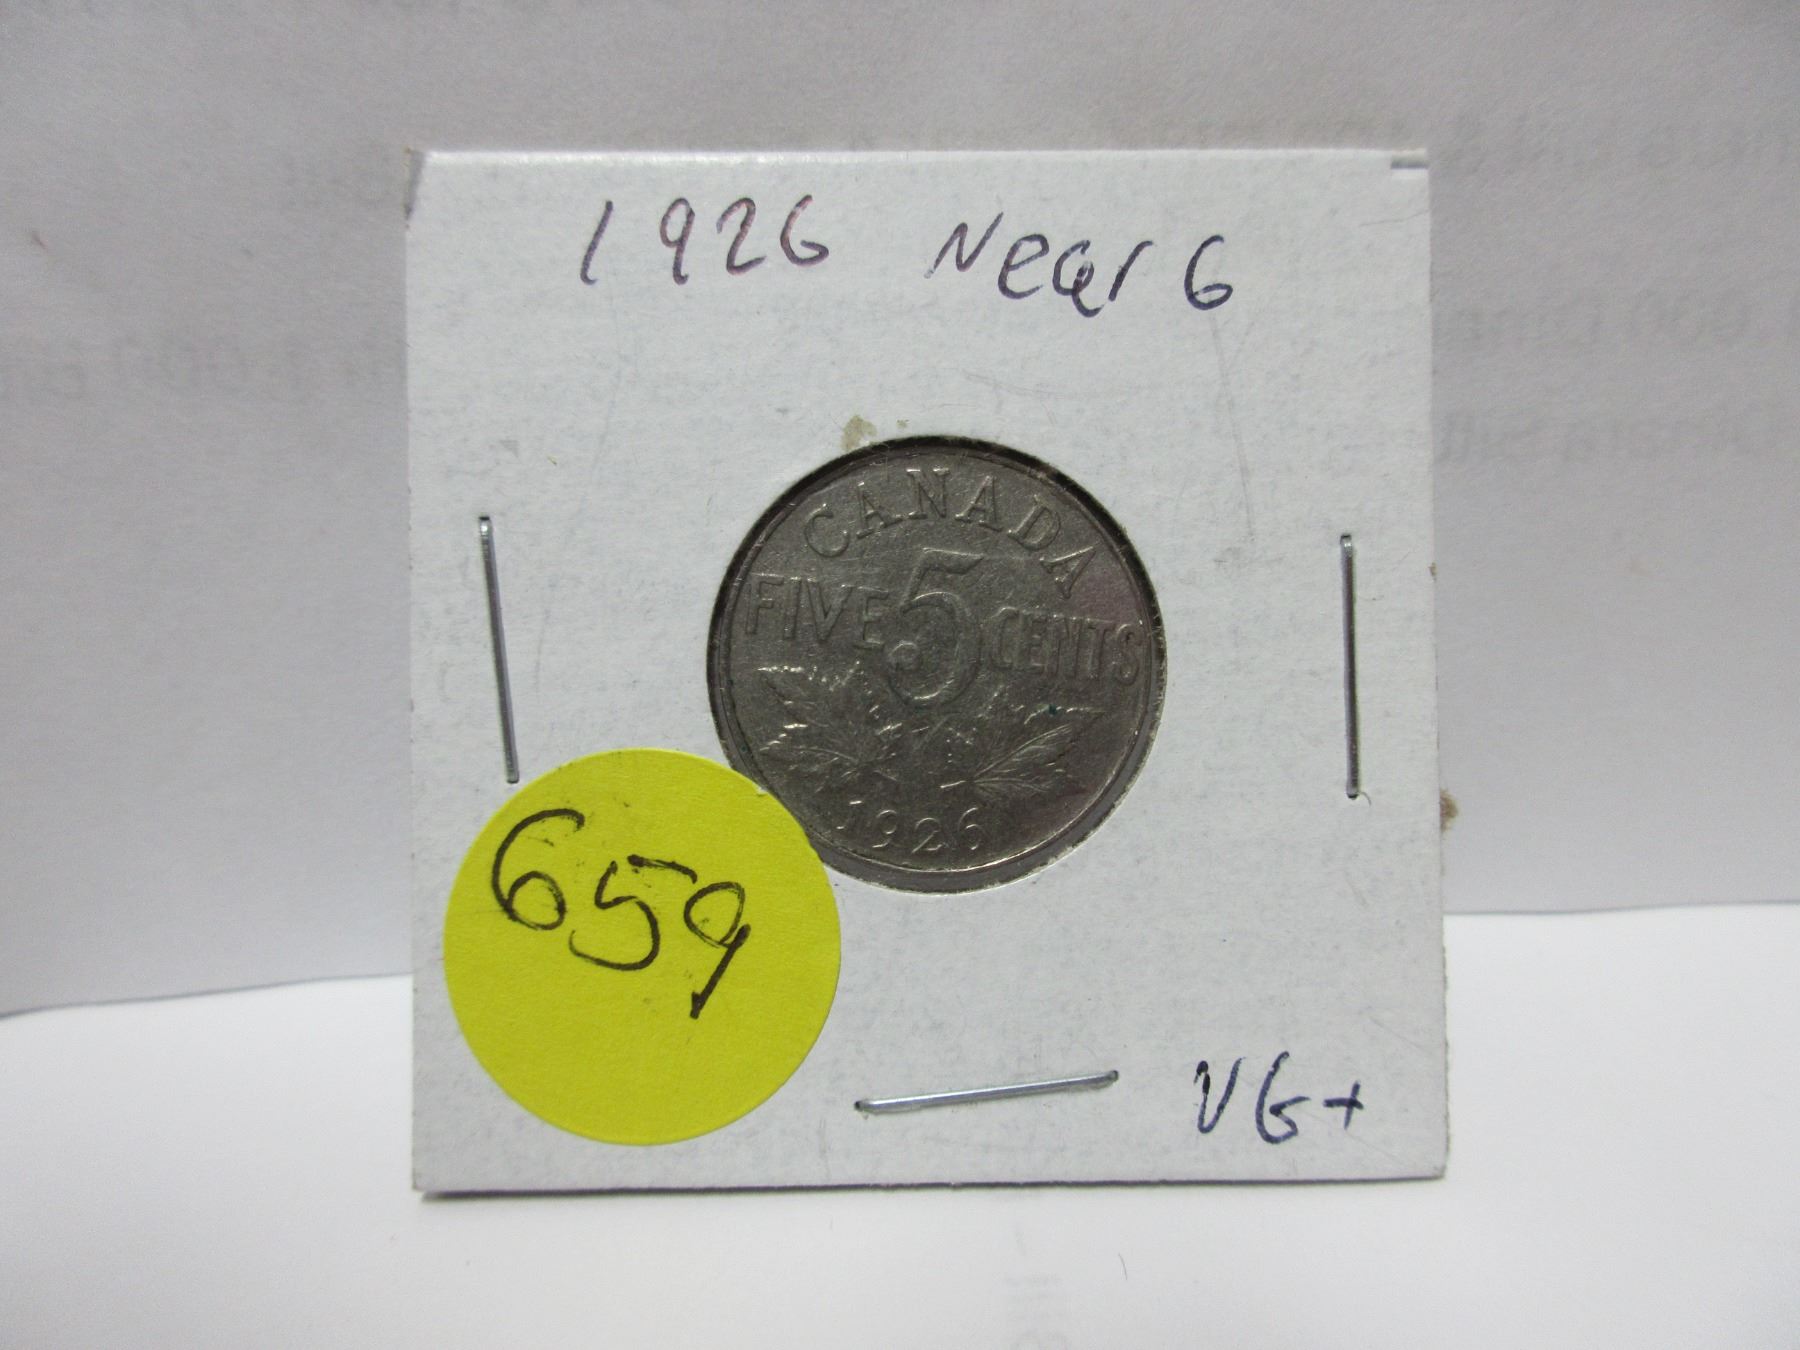 1926 Near 6
CANADA
FIVE 5 CENTS
1926
659
VG+